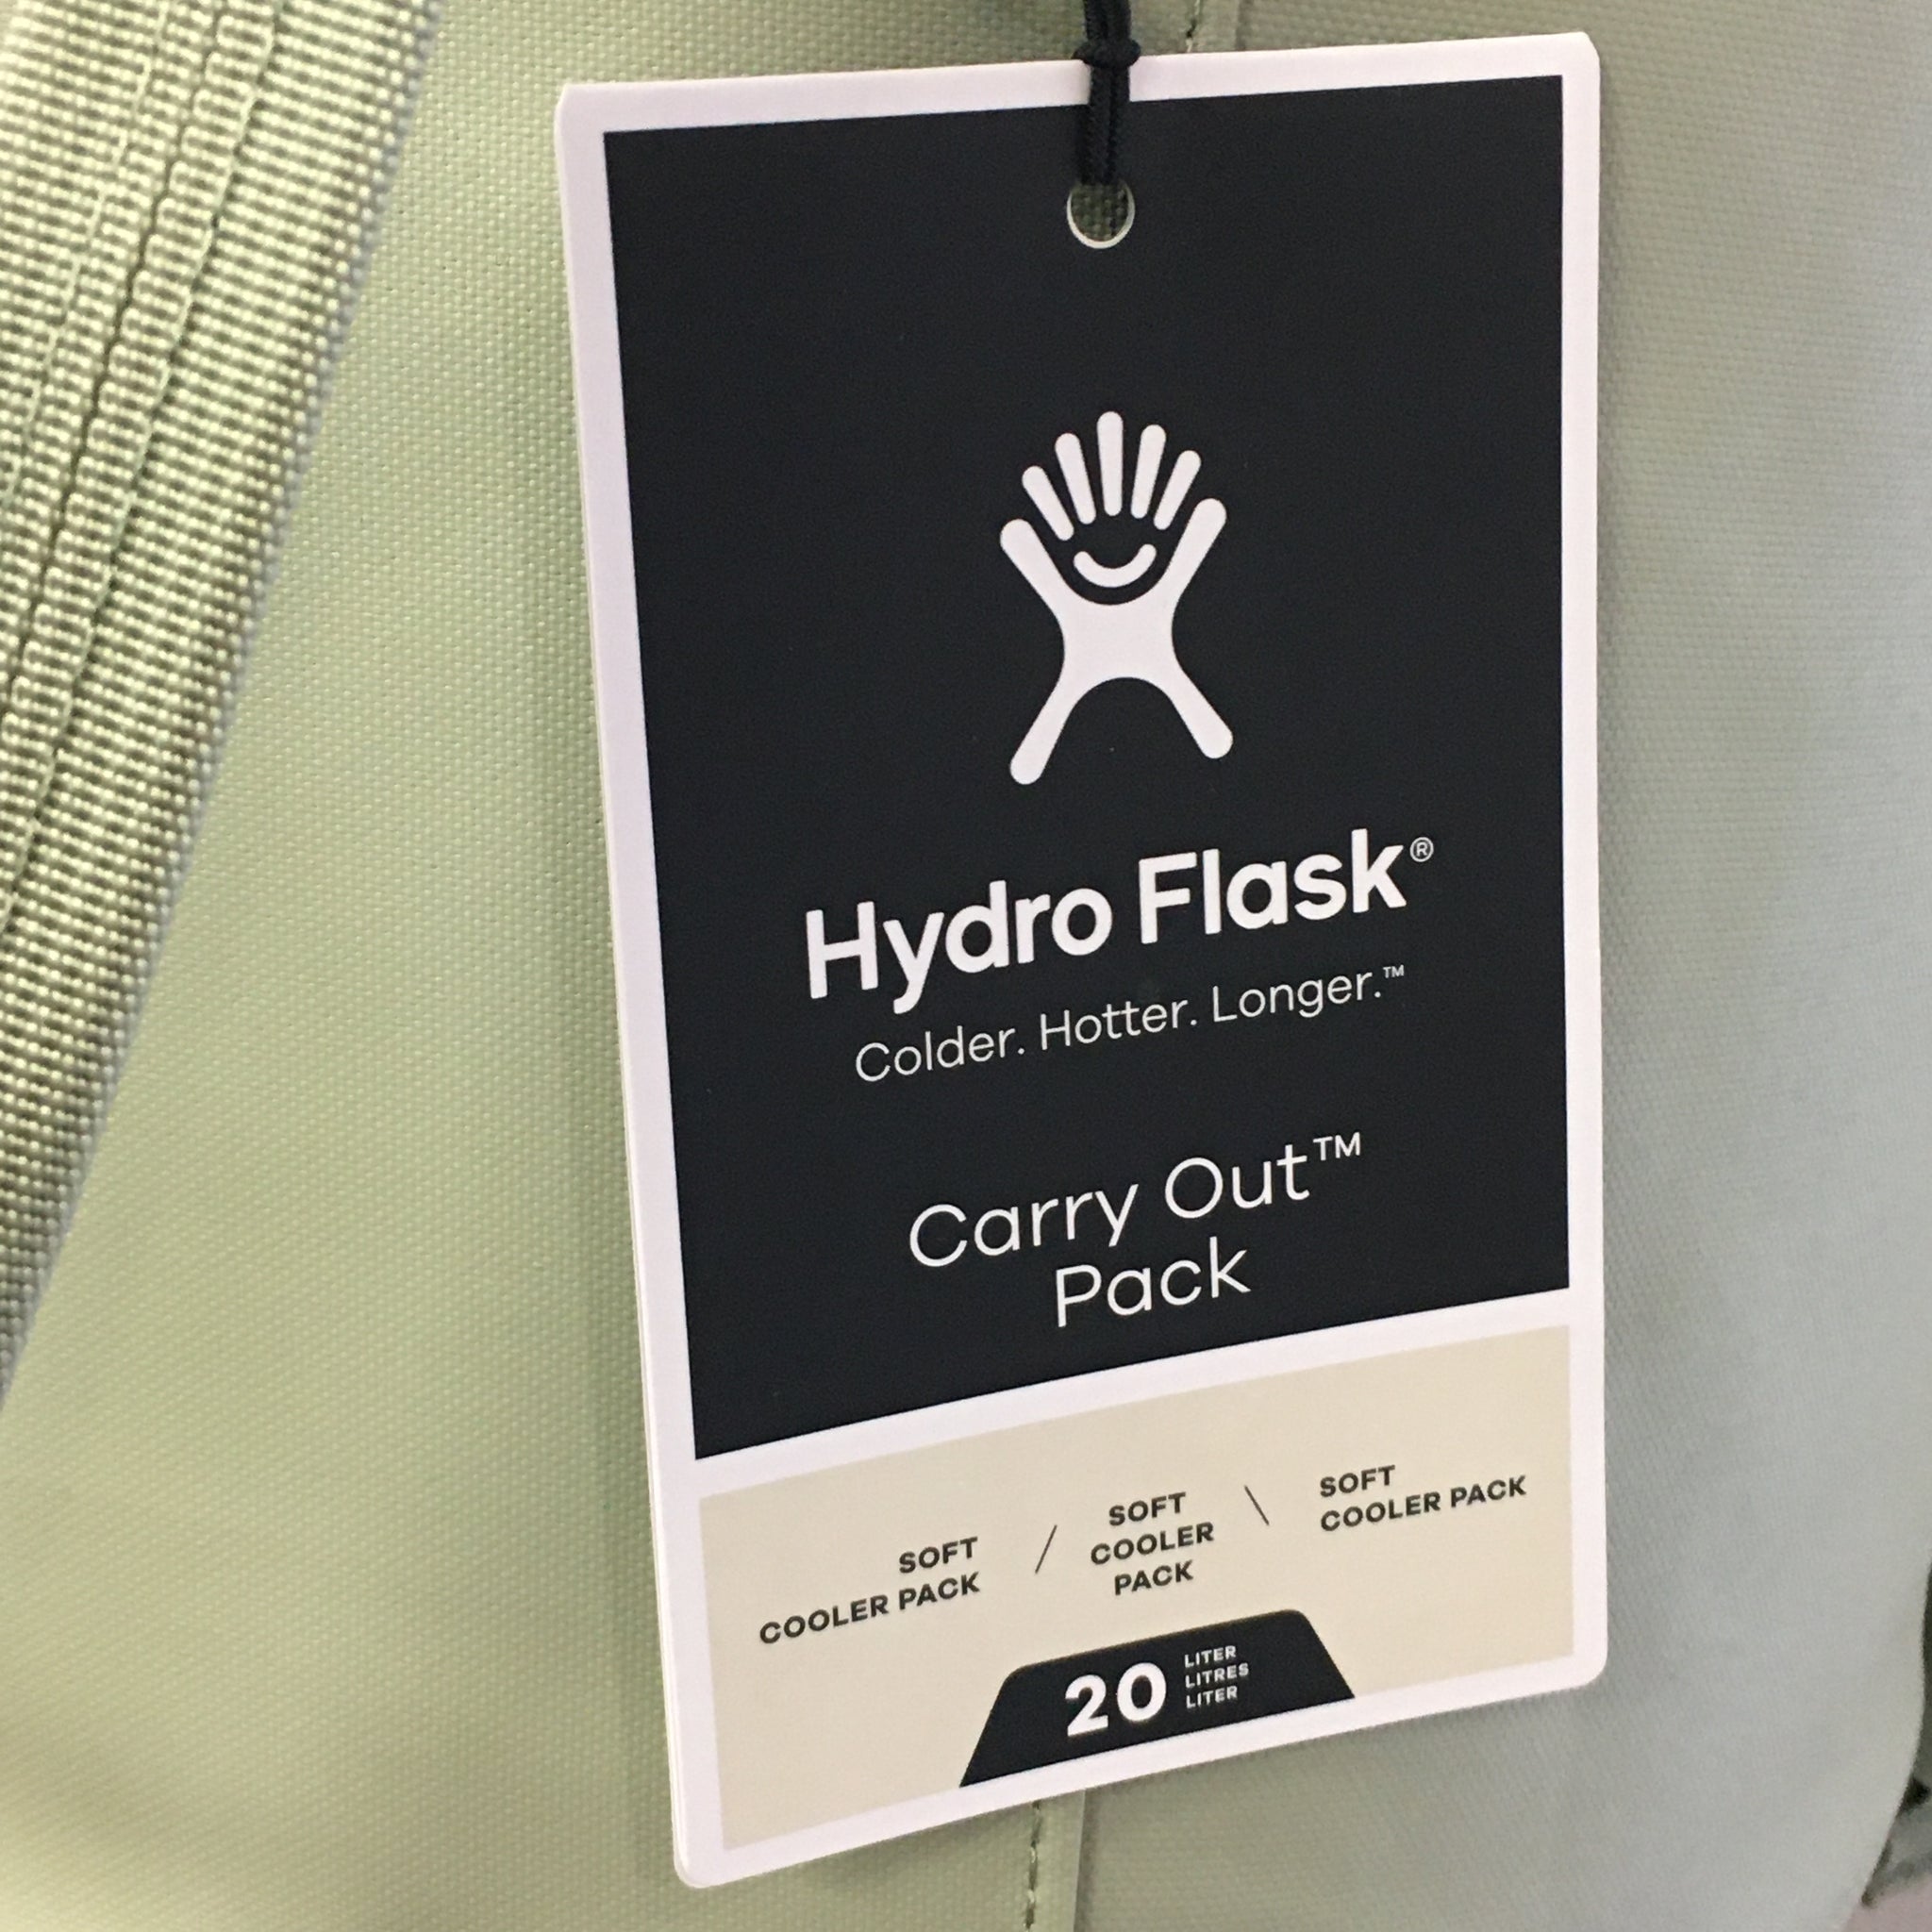 Hydro Flask®
Colder. Hotter. Longer.™
Carry Out™
Pack
SOFT
COOLER PACK
/
SOFT
COOLER
PACK
\
SOFT
COOLER PACK
20
LITER
LITRES
LITER